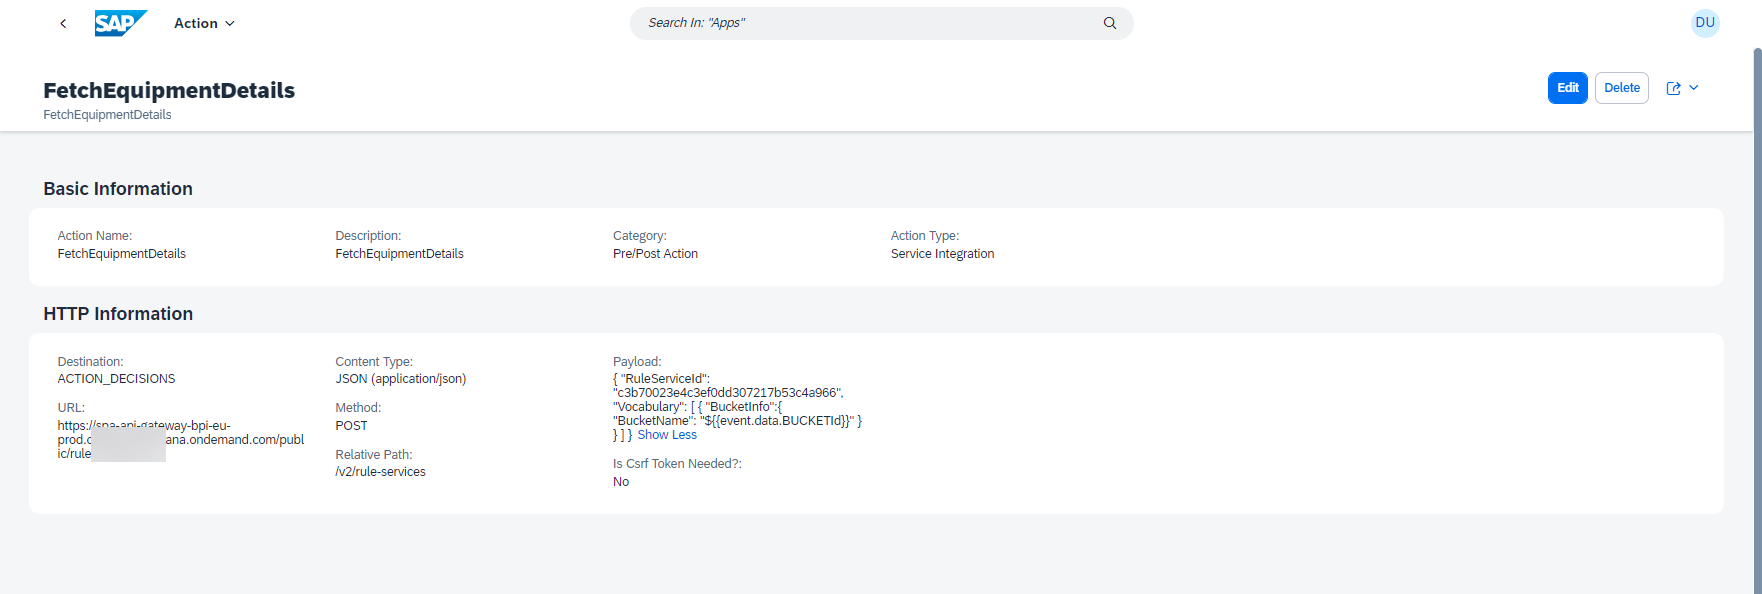 SAP
Action
Search In: "Apps"
DU
FetchEquipmentDetails
FetchEquipmentDetails
Edit
Delete
Basic Information
Action Name:
FetchEquipmentDetails
Description:
FetchEquipmentDetails
Category:
Pre/Post Action
Action Type:
Service Integration
HTTP Information
Destination:
ACTION_DECISIONS
URL:
https://spa-api-gateway-bpi-eu-
prod.c ana.ondemand.com/publ
ic/rule
Content Type:
JSON (application/json)
Method:
POST
Relative Path:
/v2/rule-services
Payload:
{ "RuleServiceId":
"c3b70023e4c3ef0dd307217b53c4a966",
"Vocabulary": [ { "BucketInfo":{
"BucketName": "${{event.data.BUCKETId}}" }
} ] } Show Less
Is Csrf Token Needed?:
No